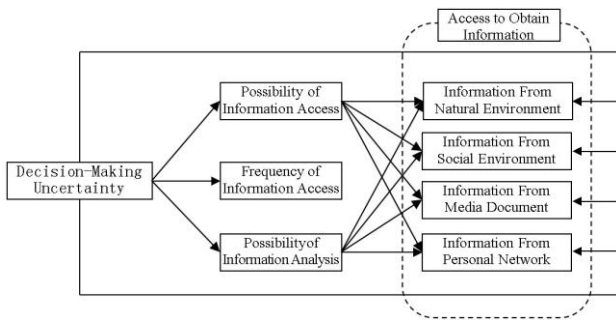 Access to Obtain
Information
Possibility of
Information Access
Information From
Natural Environment
Information From
Social Environment
Decision-Making
Uncertainty
Frequency of
Information Access
Information From
Media Document
Possibilityof
Information Analysis
Information From
Personal Network